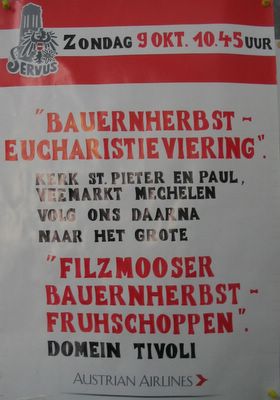 SERVUS
ZONDAG 9 OKT. 10.45 UUR
"BAUERNHERBST-
EUCHARISTIEVIERING".
KERK ST. PIETER EN PAUL,
VEEMARKT MECHELEN
VOLG ONS DAARNA
NAAR HET GROTE
"FILZMOOSER
BAUERNHERBST-
FRUHSCHOPPEN".
DOMEIN TIVOLI
AUSTRIAN AIRLINES